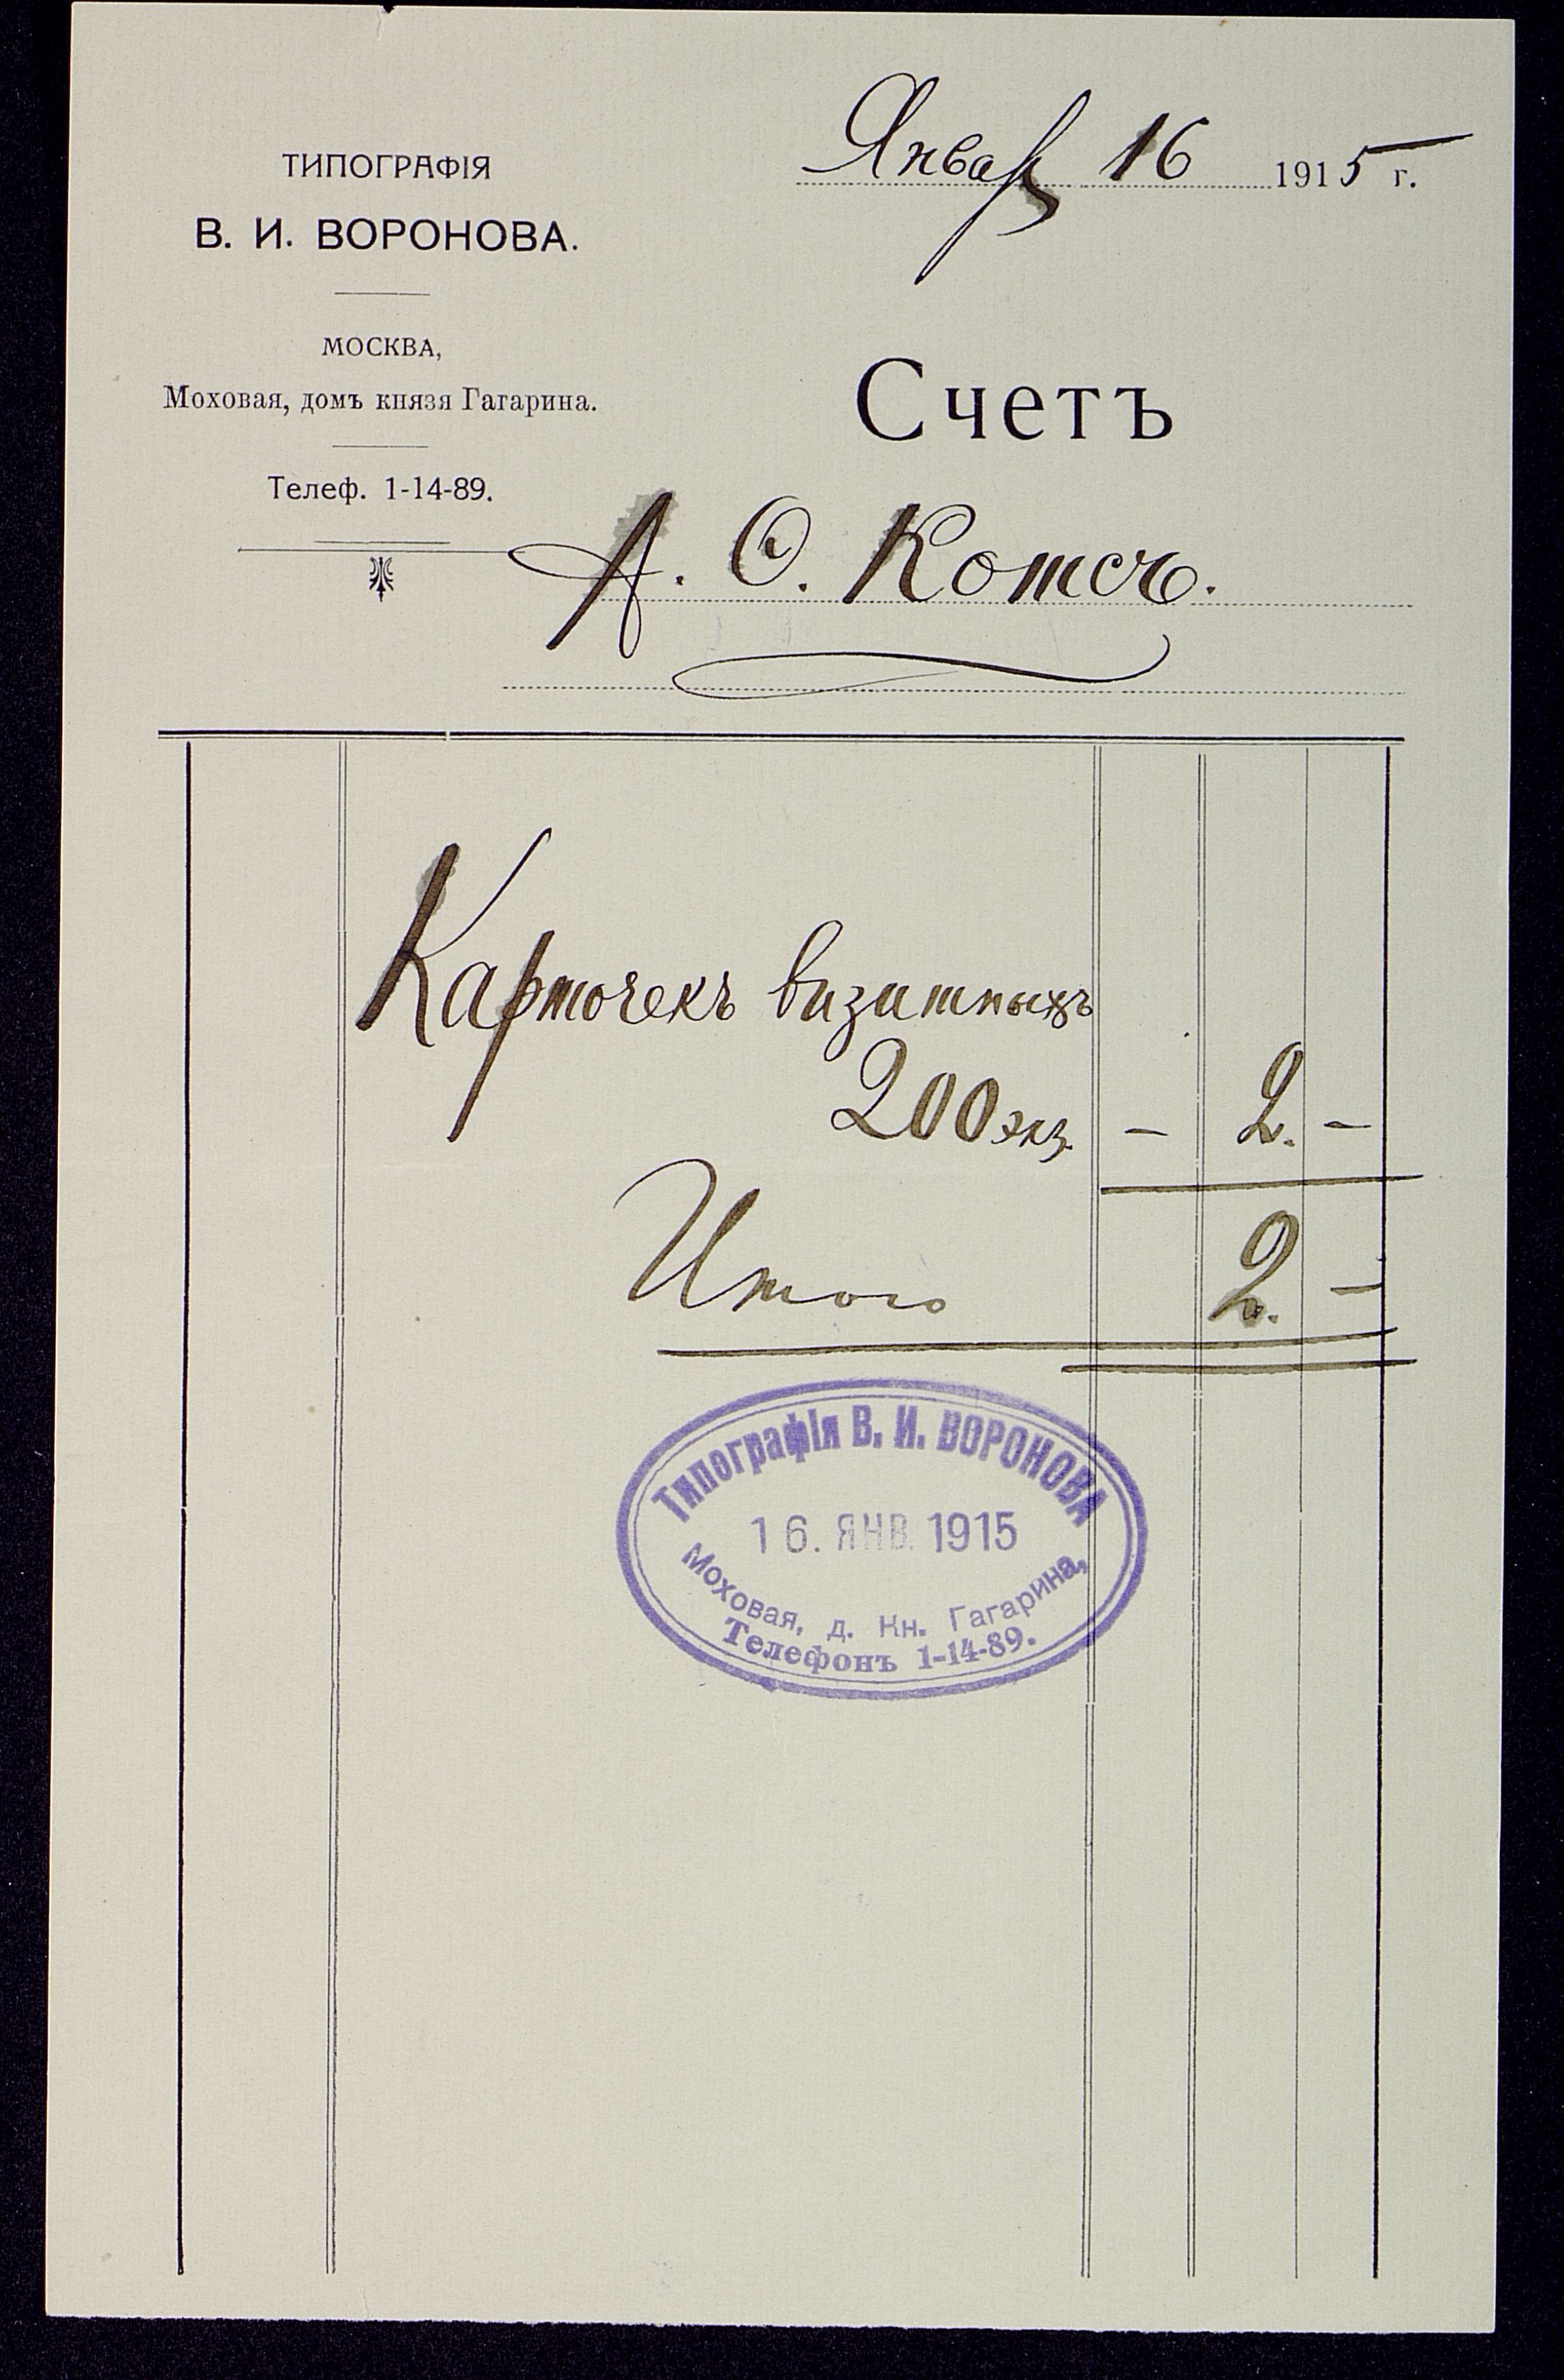 ТИПОГРАФІЯ
В. И. ВОРОНОВА.
МОСКВА,
Моховая, домъ князя Гагарина.
Телеф. 1-14-89.
Январь 16 1915 г.
Счетъ
А. Ф. Котсъ.
Карточекъ визитныхъ
200 экз. - 2. -
Итого 2. -
Типографія В. И. ВОРОНОВА
16. ЯНВ. 1915
Моховая, д. Кн. Гагарина,
Телефонъ 1-14-89.